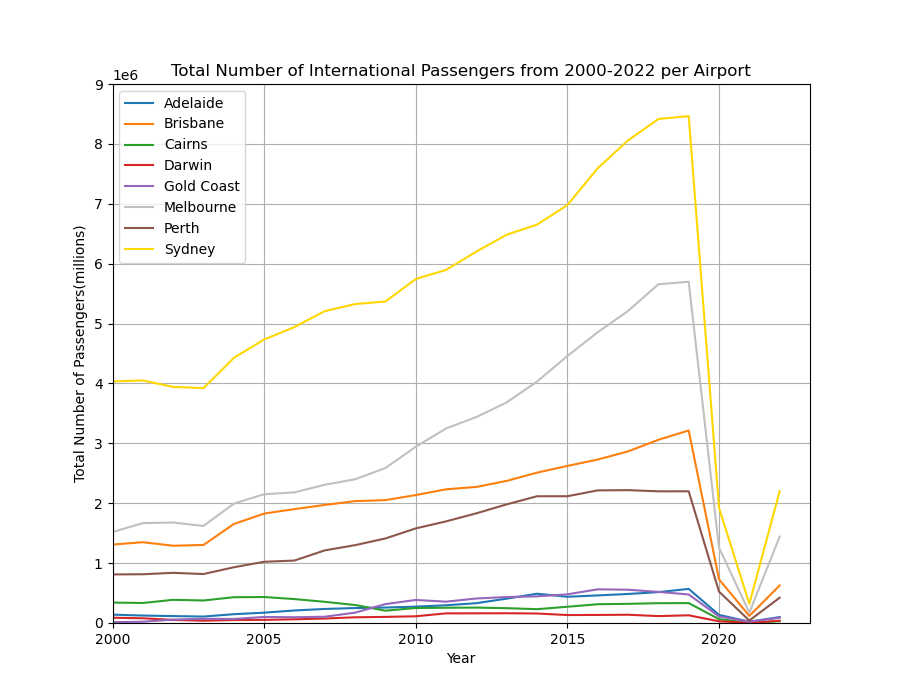 Total Number of International Passengers from 2000-2022 per Airport
1e6
Adelaide
Brisbane
Cairns
Darwin
Gold Coast
Melbourne
Perth
Sydney
9
8
7
6
5
4
3
2
1
0
Total Number of Passengers(millions)
2000 2005 2010 2015 2020
Year